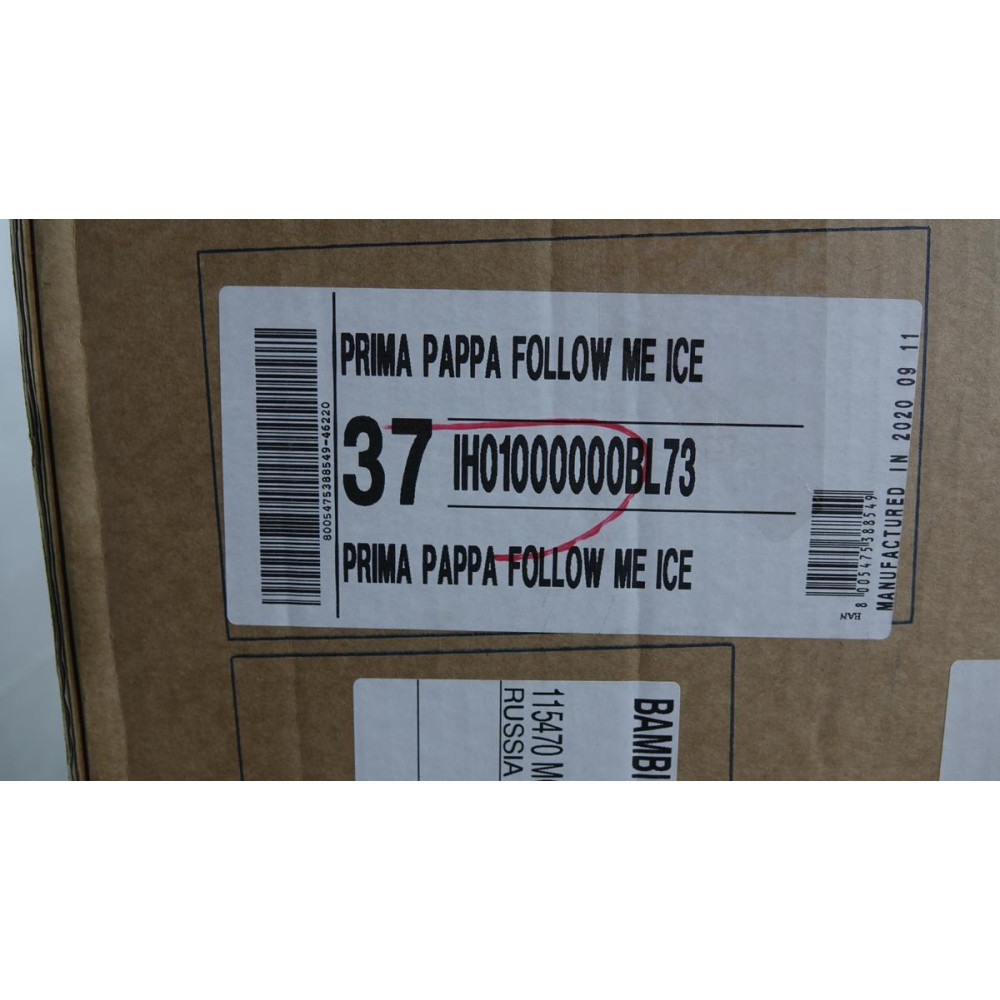 PRIMA PAPPA FOLLOW ME ICE
37
IH01000000BL73
PRIMA PAPPA FOLLOW ME ICE
8005475388549-46220
8 005475 388549
EAN
MANUFACTURED IN 2020 09 11
BAMBI
115470 M
RUSSIA